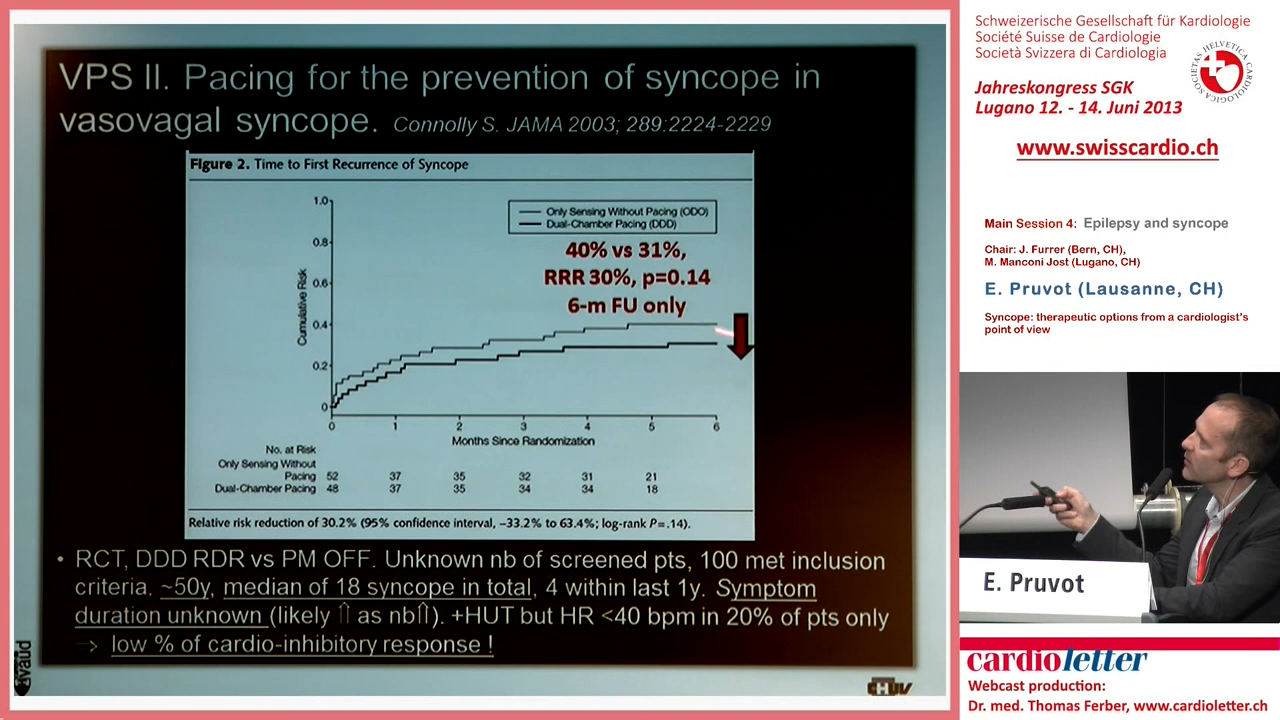 VPS II. Pacing for the prevention of syncope in
vasovagal syncope. Connolly S. JAMA 2003; 289:2224-2229
Figure 2. Time to First Recurrence of Syncope
1.0
0.8
0.6
0.4
0.2
0
Cumulative Risk
Only Sensing Without Pacing (ODO)
Dual-Chamber Pacing (DDD)
40% vs 31%,
RRR 30%, p=0.14
6-m FU only
0 1 2 3 4 5 6
Months Since Randomization
No. at Risk
Only Sensing Without
Pacing 52 37 35 32 31 21
Dual-Chamber Pacing 48 37 35 34 34 18
Relative risk reduction of 30.2% (95% confidence interval, –33.2% to 63.4%; log-rank P=.14).
• RCT, DDD RDR vs PM OFF. Unknown nb of screened pts, 100 met inclusion
criteria, ~50y, median of 18 syncope in total, 4 within last 1y. Symptom
duration unknown (likely ⇑ as nb⇑). +HUT but HR <40 bpm in 20% of pts only
→ low % of cardio-inhibitory response !
vaud
CHUV
Schweizerische Gesellschaft für Kardiologie
Société Suisse de Cardiologie
Società Svizzera di Cardiologia
SOCIETAS HELVETICA CARDIOLOGICA
Jahreskongress SGK
Lugano 12. - 14. Juni 2013
www.swisscardio.ch
Main Session 4: Epilepsy and syncope
Chair: J. Furrer (Bern, CH),
M. Manconi Jost (Lugano, CH)
E. Pruvot (Lausanne, CH)
Syncope: therapeutic options from a cardiologist's
point of view
E. Pruvot
cardioletter
Webcast production:
Dr. med. Thomas Ferber, www.cardioletter.ch